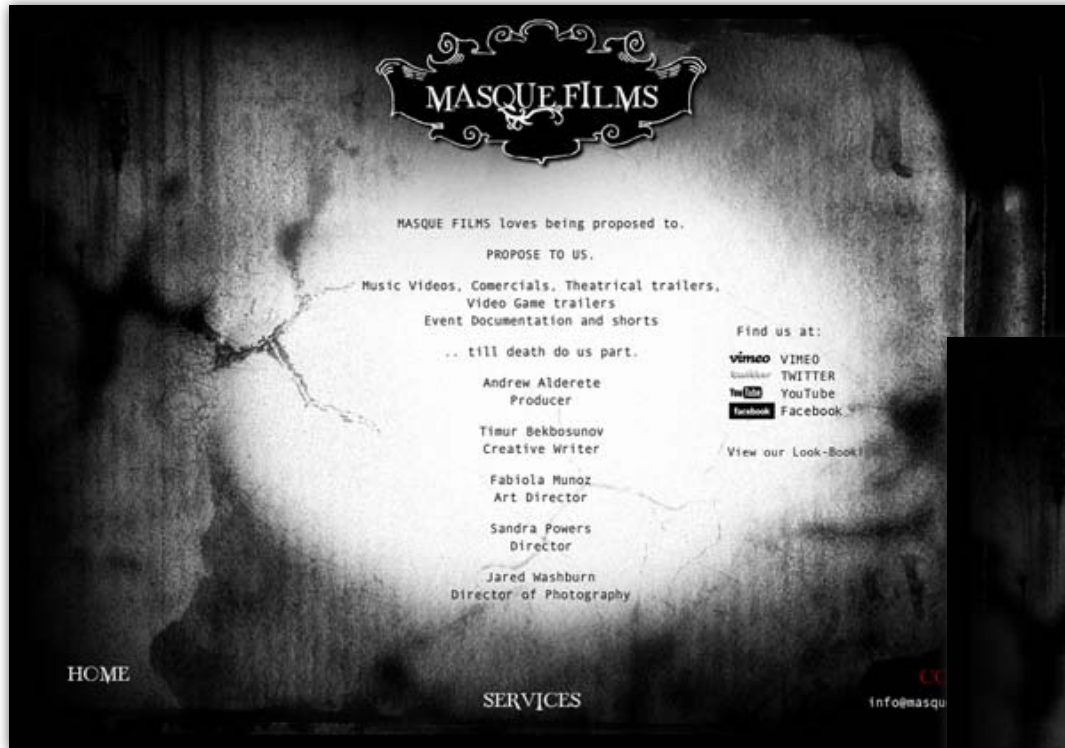 MASQUE FILMS
MASQUE FILMS loves being proposed to.
PROPOSE TO US.
Music Videos, Comercials, Theatrical trailers,
Video Game trailers
Event Documentation and shorts
.. till death do us part.
Andrew Alderete
Producer
Timur Bekbosunov
Creative Writer
Fabiola Munoz
Art Director
Sandra Powers
Director
Jared Washburn
Director of Photography
Find us at:
vimeo VIMEO
twitter TWITTER
YouTube YouTube
facebook Facebook
View our Look-Book!
HOME
SERVICES